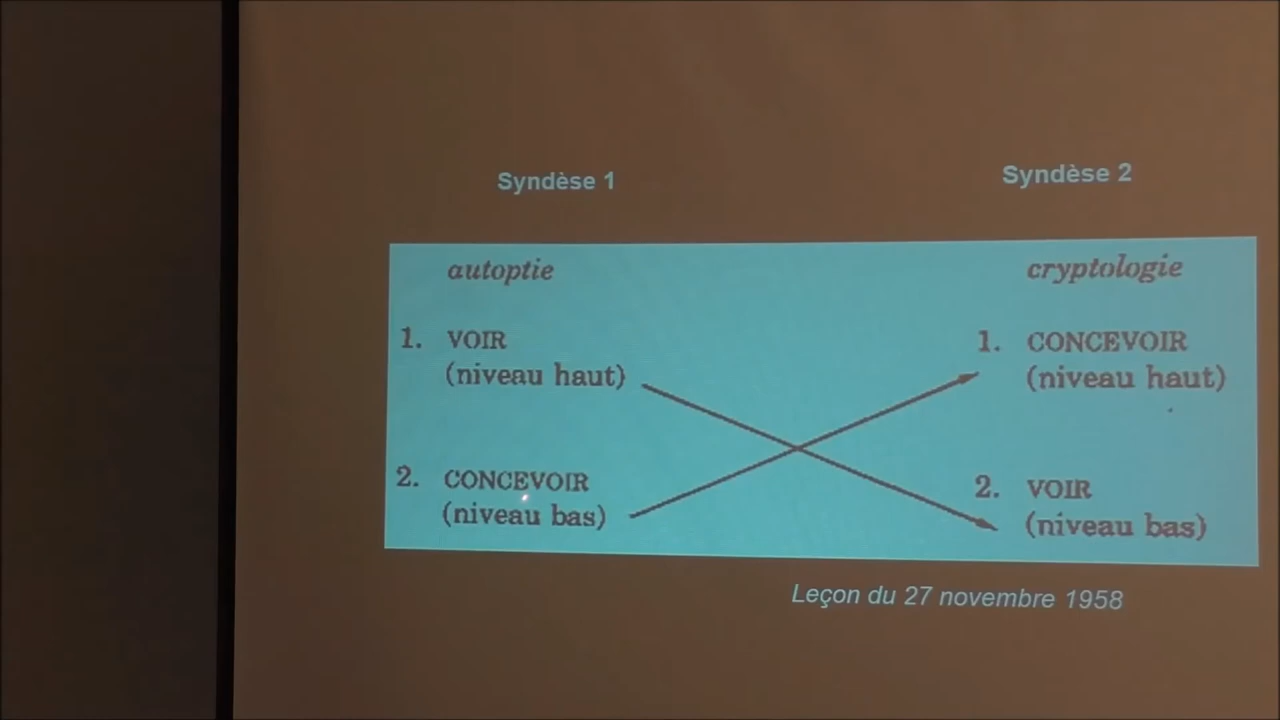 Syndèse 1
Syndèse 2
autoptie
1. VOIR
(niveau haut)
2. CONCEVOIR
(niveau bas)
cryptologie
1. CONCEVOIR
(niveau haut)
2. VOIR
(niveau bas)
Leçon du 27 novembre 1958